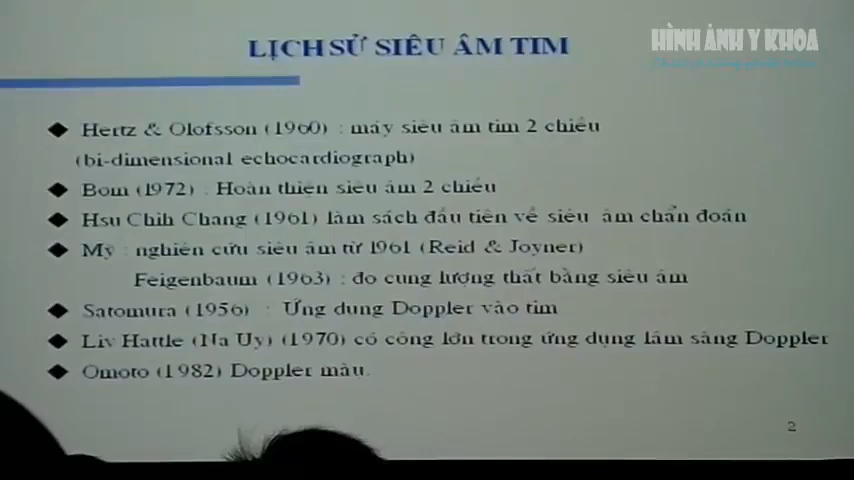 LỊCH SỬ SIÊU ÂM TIM
HÌNH ẢNH Y KHOA
◆ Hertz & Olofsson (1960) : máy siêu âm tim 2 chiều
(bi-dimensional echocardiograph)
◆ Bom (1972) : Hoàn thiện siêu âm 2 chiều
◆ Hsu Chih Chang (1961) làm sách đầu tiên về siêu âm chẩn đoán
◆ Mỹ : nghiên cứu siêu âm từ 1961 (Reid & Joyner)
Feigenbaum (1963) : đo cung lượng thất bằng siêu âm
◆ Satomura (1956) : Ứng dung Doppler vào tim
◆ Liv Hattle (Na Uy) (1970) có công lớn trong ứng dụng lâm sàng Doppler
◆ Omoto (1982) Doppler màu.
2